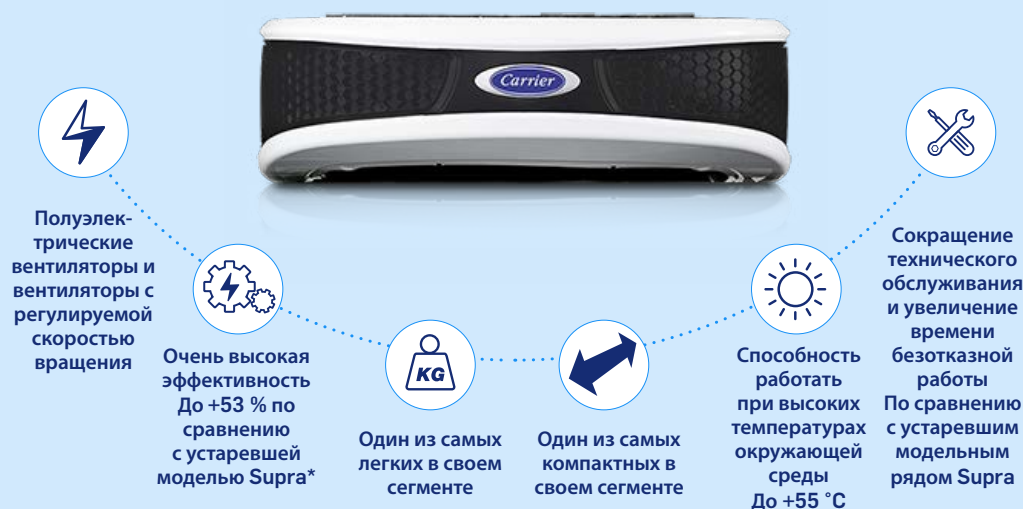 Carrier
Полуэлек-
трические
вентиляторы и
вентиляторы с
регулируемой
скоростью
вращения
Очень высокая
эффективность
До +53 % по
сравнению
с устаревшей
моделью Supra*
KG
Один из самых
легких в своем
сегменте
Один из самых
компактных в
своем сегменте
Способность
работать
при высоких
температурах
окружающей
среды
До +55 °C
Сокращение
технического
обслуживания
и увеличение
времени
безотказной
работы
По сравнению
с устаревшим
модельным
рядом Supra